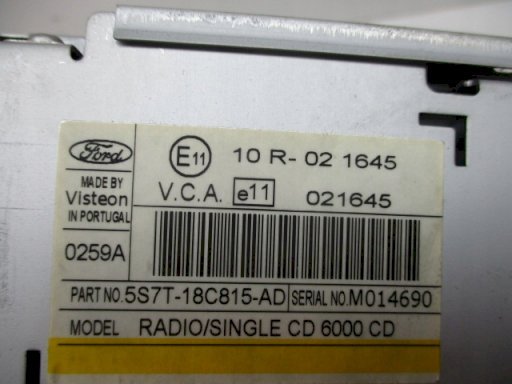 Ford
E11 10 R- 02 1645
MADE BY
Visteon
IN PORTUGAL
V.C.A. e11 021645
0259A
PART NO. 5S7T-18C815-AD SERIAL NO. M014690
MODEL RADIO/SINGLE CD 6000 CD